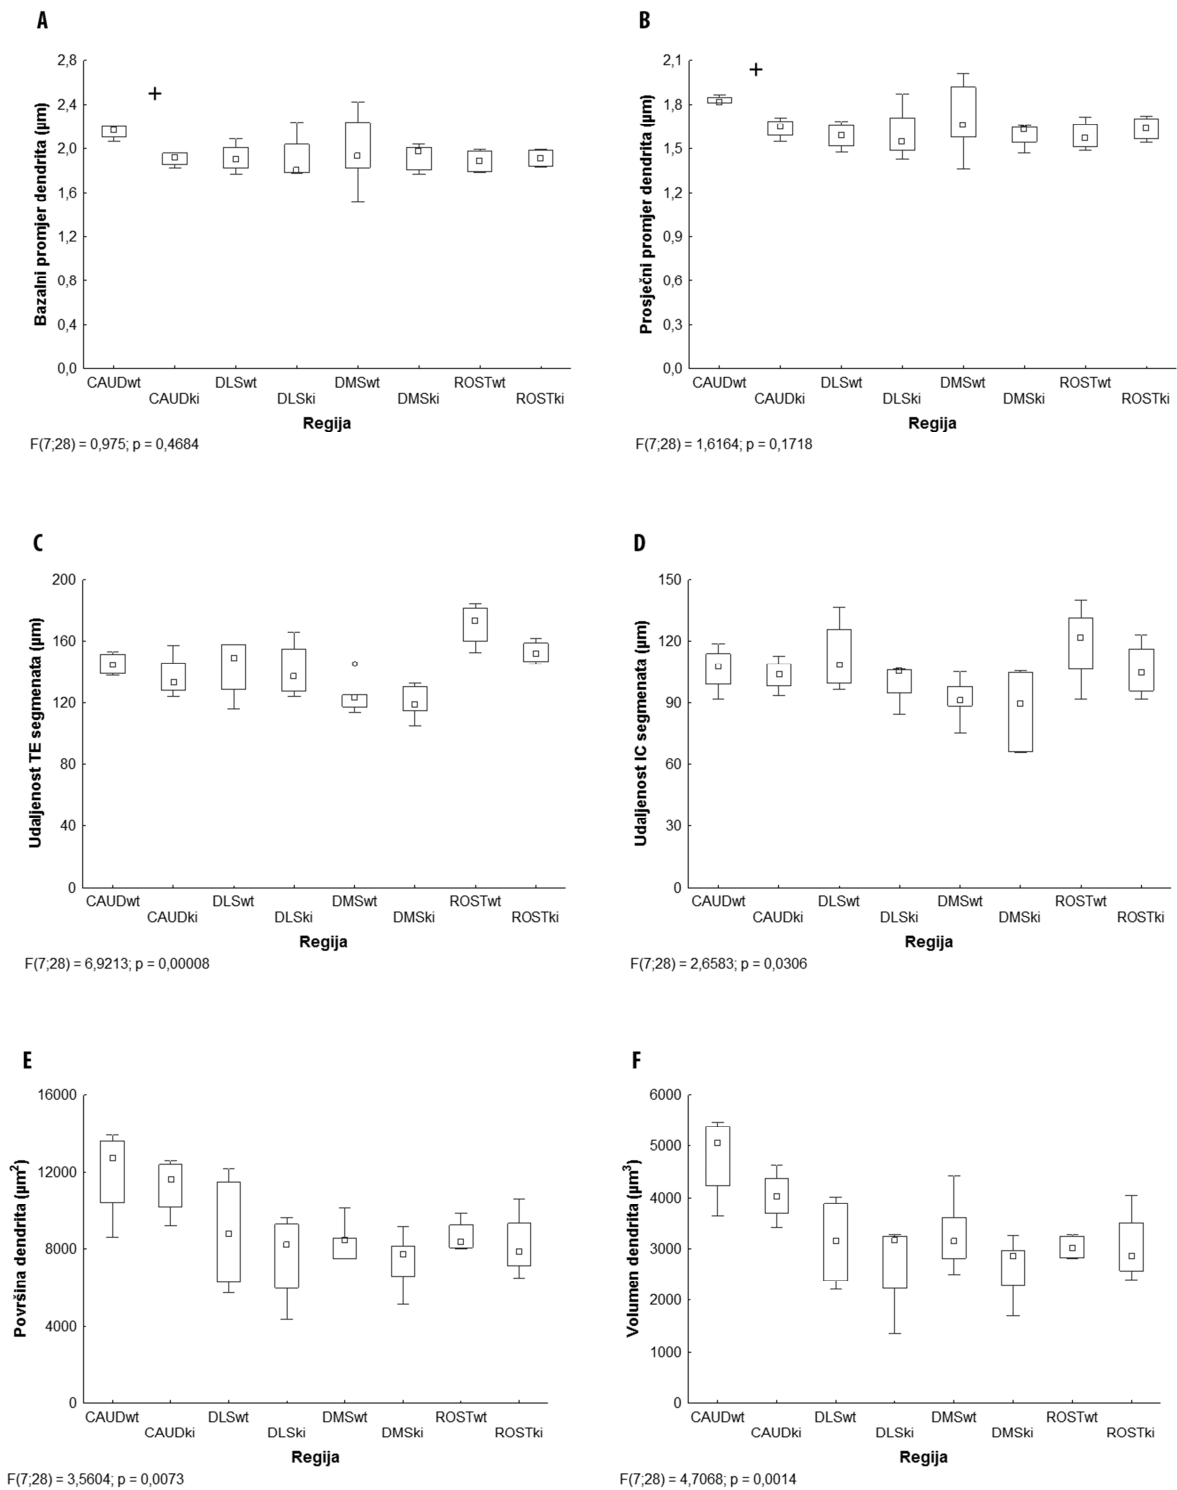 A
Bazalni promjer dendrita (µm)
2,8
2,4
2,0
1,6
1,2
0,8
0,4
0,0
CAUDwt DLSwt DMSwt ROSTwt
CAUDki DLSki DMSki ROSTki
Regija
F(7;28) = 0,975; p = 0,4684
B
Prosječni promjer dendrita (µm)
2,1
1,8
1,5
1,2
0,9
0,6
0,3
0,0
CAUDwt DLSwt DMSwt ROSTwt
CAUDki DLSki DMSki ROSTki
Regija
F(7;28) = 1,6164; p = 0,1718
C
Udaljenost TE segmenata (µm)
200
160
120
80
40
0
CAUDwt DLSwt DMSwt ROSTwt
CAUDki DLSki DMSki ROSTki
Regija
F(7;28) = 6,9213; p = 0,00008
D
Udaljenost IC segmenata (µm)
150
120
90
60
30
0
CAUDwt DLSwt DMSwt ROSTwt
CAUDki DLSki DMSki ROSTki
Regija
F(7;28) = 2,6583; p = 0,0306
E
Površina dendrita (µm²)
16000
12000
8000
4000
0
CAUDwt DLSwt DMSwt ROSTwt
CAUDki DLSki DMSki ROSTki
Regija
F(7;28) = 3,5604; p = 0,0073
F
Volumen dendrita (µm³)
6000
5000
4000
3000
2000
1000
0
CAUDwt DLSwt DMSwt ROSTwt
CAUDki DLSki DMSki ROSTki
Regija
F(7;28) = 4,7068; p = 0,0014